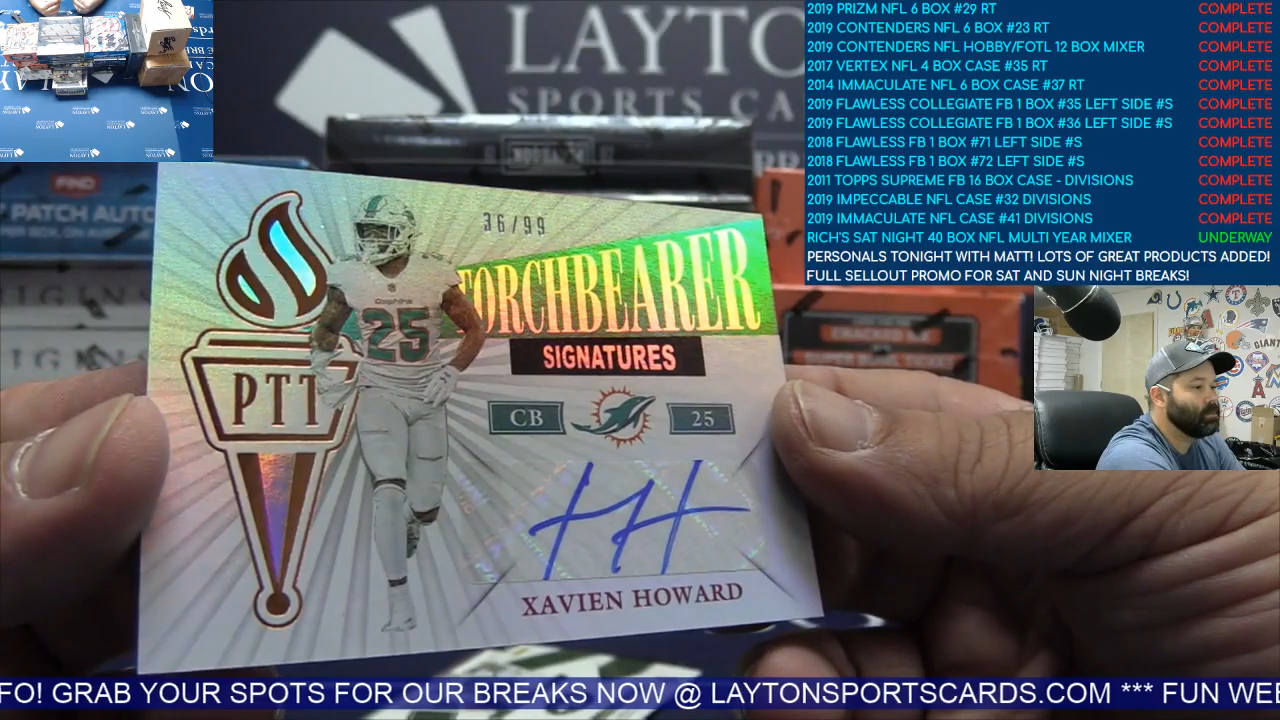 2019 PRIZM NFL 6 BOX #29 RT COMPLETE
2019 CONTENDERS NFL 6 BOX #23 RT COMPLETE
2019 CONTENDERS NFL HOBBY/FOTL 12 BOX MIXER COMPLETE
2017 VERTEX NFL 4 BOX CASE #35 RT COMPLETE
2014 IMMACULATE NFL 6 BOX CASE #37 RT COMPLETE
2019 FLAWLESS COLLEGIATE FB 1 BOX #35 LEFT SIDE #S COMPLETE
2019 FLAWLESS COLLEGIATE FB 1 BOX #36 LEFT SIDE #S COMPLETE
2018 FLAWLESS FB 1 BOX #71 LEFT SIDE #S COMPLETE
2018 FLAWLESS FB 1 BOX #72 LEFT SIDE #S COMPLETE
2011 TOPPS SUPREME FB 16 BOX CASE - DIVISIONS COMPLETE
2019 IMPECCABLE NFL CASE #32 DIVISIONS COMPLETE
2019 IMMACULATE NFL CASE #41 DIVISIONS COMPLETE
RICH'S SAT NIGHT 40 BOX NFL MULTI YEAR MIXER UNDERWAY
PERSONALS TONIGHT WITH MATT! LOTS OF GREAT PRODUCTS ADDED!
FULL SELLOUT PROMO FOR SAT AND SUN NIGHT BREAKS!
LAYTO
SPORTS CA
FIND
PATCH AUTO
36/99
TORCHBEARER
SIGNATURES
PTT
Dolphins
25
CB 25
XAVIEN HOWARD
GIANT
FO! GRAB YOUR SPOTS FOR OUR BREAKS NOW @ LAYTONSPORTSCARDS.COM *** FUN WEE